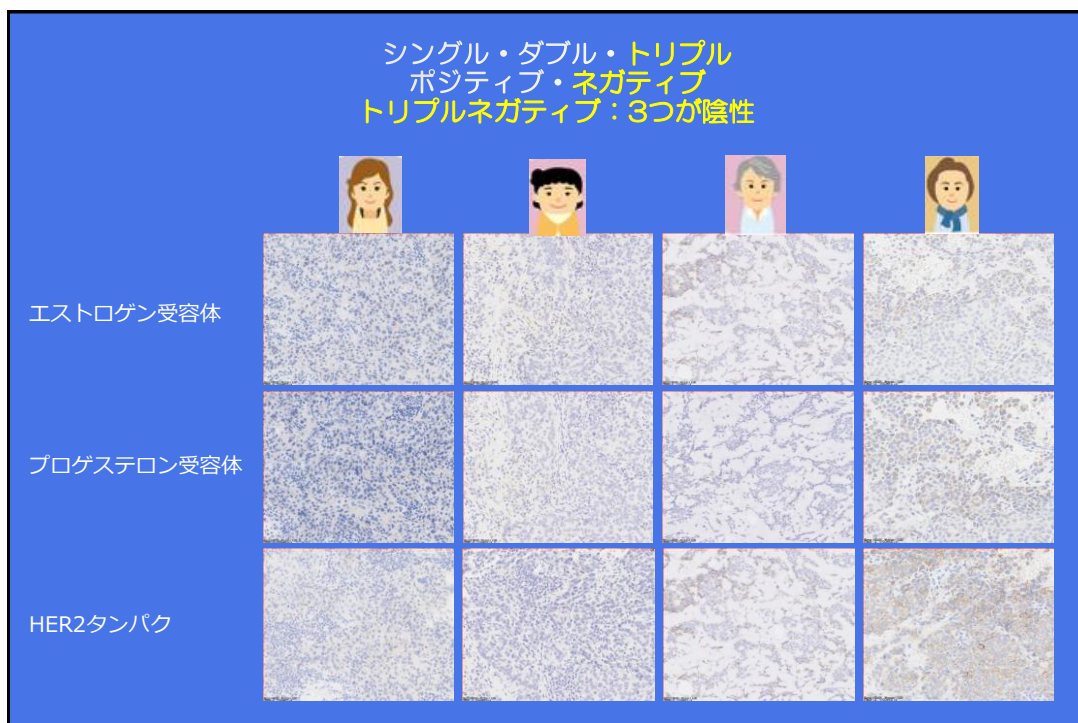 シングル・ダブル・トリプル
ポジティブ・ネガティブ
トリプルネガティブ：3つが陰性
エストロゲン受容体
プロゲステロン受容体
HER2タンパク